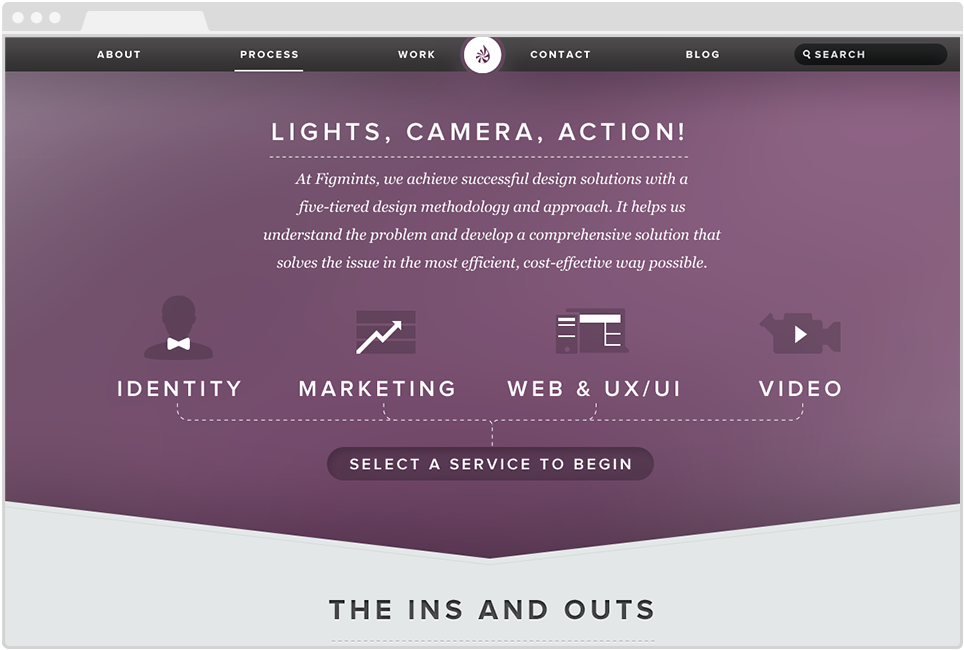 ABOUT PROCESS WORK CONTACT BLOG SEARCH
LIGHTS, CAMERA, ACTION!
At Figmints, we achieve successful design solutions with a
five-tiered design methodology and approach. It helps us
understand the problem and develop a comprehensive solution that
solves the issue in the most efficient, cost-effective way possible.
IDENTITY MARKETING WEB & UX/UI VIDEO
SELECT A SERVICE TO BEGIN
THE INS AND OUTS